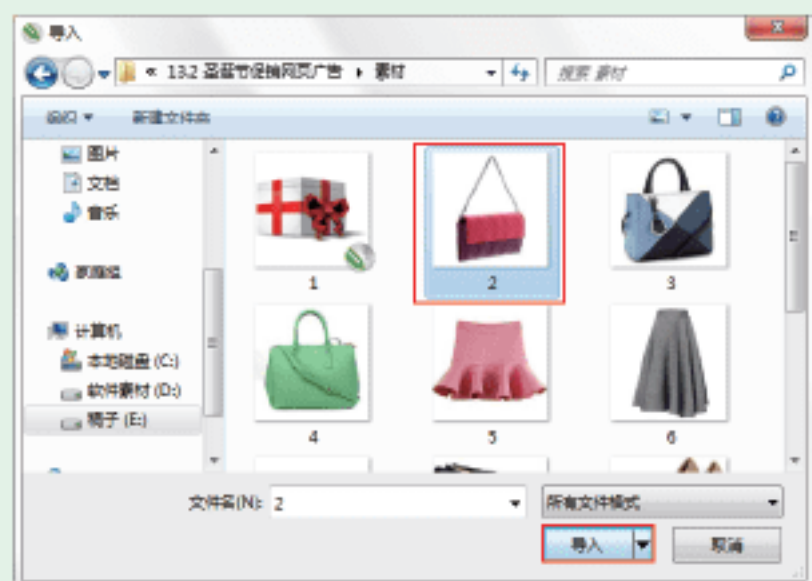 导入
« 13.2 圣诞节促销网页广告 ▸ 素材
搜索 素材
组织 新建文件夹
图片
文档
音乐
家庭组
计算机
本地磁盘 (C:)
软件素材 (D:)
稿子 (E:)
1 2 3
4 5 6
文件名(N): 2
所有文件格式
导入 取消